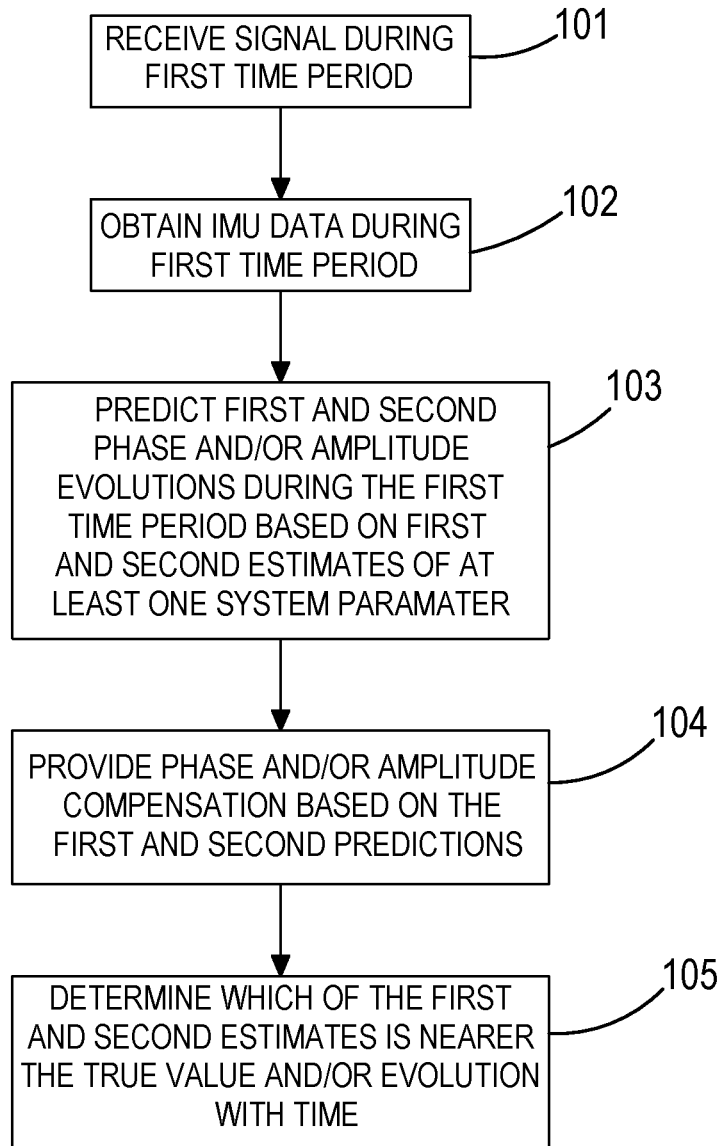 RECEIVE SIGNAL DURING
FIRST TIME PERIOD
101
OBTAIN IMU DATA DURING
FIRST TIME PERIOD
102
PREDICT FIRST AND SECOND
PHASE AND/OR AMPLITUDE
EVOLUTIONS DURING THE FIRST
TIME PERIOD BASED ON FIRST
AND SECOND ESTIMATES OF AT
LEAST ONE SYSTEM PARAMATER
103
PROVIDE PHASE AND/OR AMPLITUDE
COMPENSATION BASED ON THE
FIRST AND SECOND PREDICTIONS
104
DETERMINE WHICH OF THE FIRST
AND SECOND ESTIMATES IS NEARER
THE TRUE VALUE AND/OR EVOLUTION
WITH TIME
105